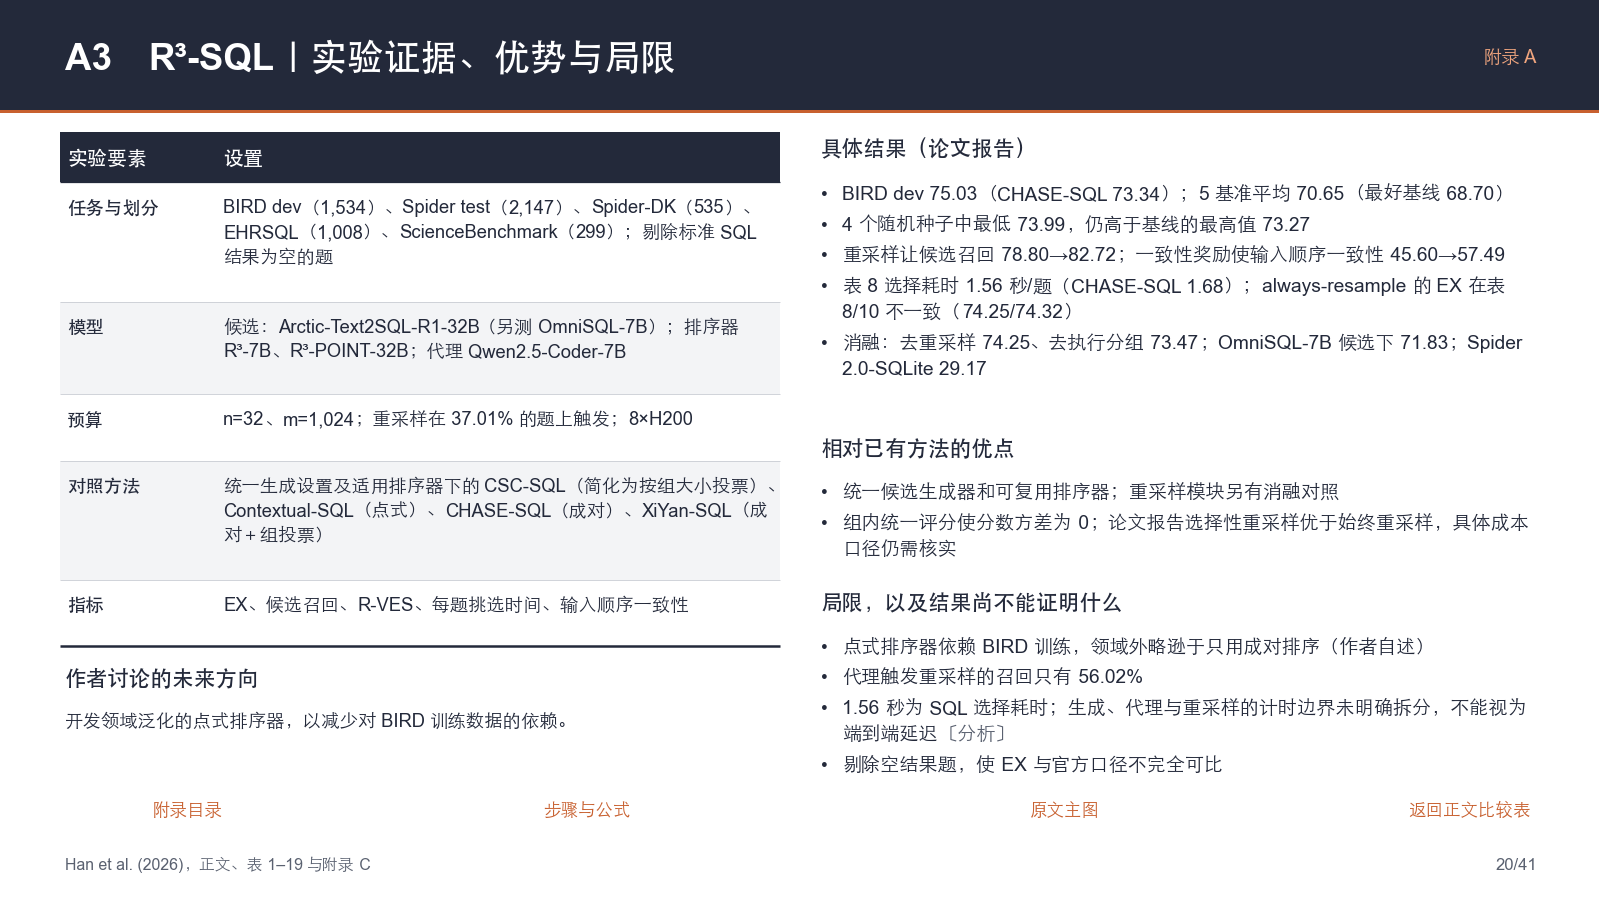 A3 R³-SQL｜实验证据、优势与局限
附录 A
实验要素 设置
任务与划分 BIRD dev（1,534）、Spider test（2,147）、Spider-DK（535）、
EHRSQL（1,008）、ScienceBenchmark（299）；剔除标准 SQL
结果为空的题
模型 候选：Arctic-Text2SQL-R1-32B（另测 OmniSQL-7B）；排序器
R³-7B、R³-POINT-32B；代理 Qwen2.5-Coder-7B
预算 n=32、m=1,024；重采样在 37.01% 的题上触发；8×H200
对照方法 统一生成设置及适用排序器下的 CSC-SQL（简化为按组大小投票）、
Contextual-SQL（点式）、CHASE-SQL（成对）、XiYan-SQL（成
对＋组投票）
指标 EX、候选召回、R-VES、每题挑选时间、输入顺序一致性
作者讨论的未来方向
开发领域泛化的点式排序器，以减少对 BIRD 训练数据的依赖。
具体结果（论文报告）
• BIRD dev 75.03（CHASE-SQL 73.34）；5 基准平均 70.65（最好基线 68.70）
• 4 个随机种子中最低 73.99，仍高于基线的最高值 73.27
• 重采样让候选召回 78.80→82.72；一致性奖励使输入顺序一致性 45.60→57.49
• 表 8 选择耗时 1.56 秒/题（CHASE-SQL 1.68）；always-resample 的 EX 在表
8/10 不一致（74.25/74.32）
• 消融：去重采样 74.25、去执行分组 73.47；OmniSQL-7B 候选下 71.83；Spider
2.0-SQLite 29.17
相对已有方法的优点
• 统一候选生成器和可复用排序器；重采样模块另有消融对照
• 组内统一评分使分数方差为 0；论文报告选择性重采样优于始终重采样，具体成本
口径仍需核实
局限，以及结果尚不能证明什么
• 点式排序器依赖 BIRD 训练，领域外略逊于只用成对排序（作者自述）
• 代理触发重采样的召回只有 56.02%
• 1.56 秒为 SQL 选择耗时；生成、代理与重采样的计时边界未明确拆分，不能视为
端到端延迟〔分析〕
• 剔除空结果题，使 EX 与官方口径不完全可比
附录目录
步骤与公式
原文主图
返回正文比较表
Han et al. (2026)，正文、表 1–19 与附录 C
20/41